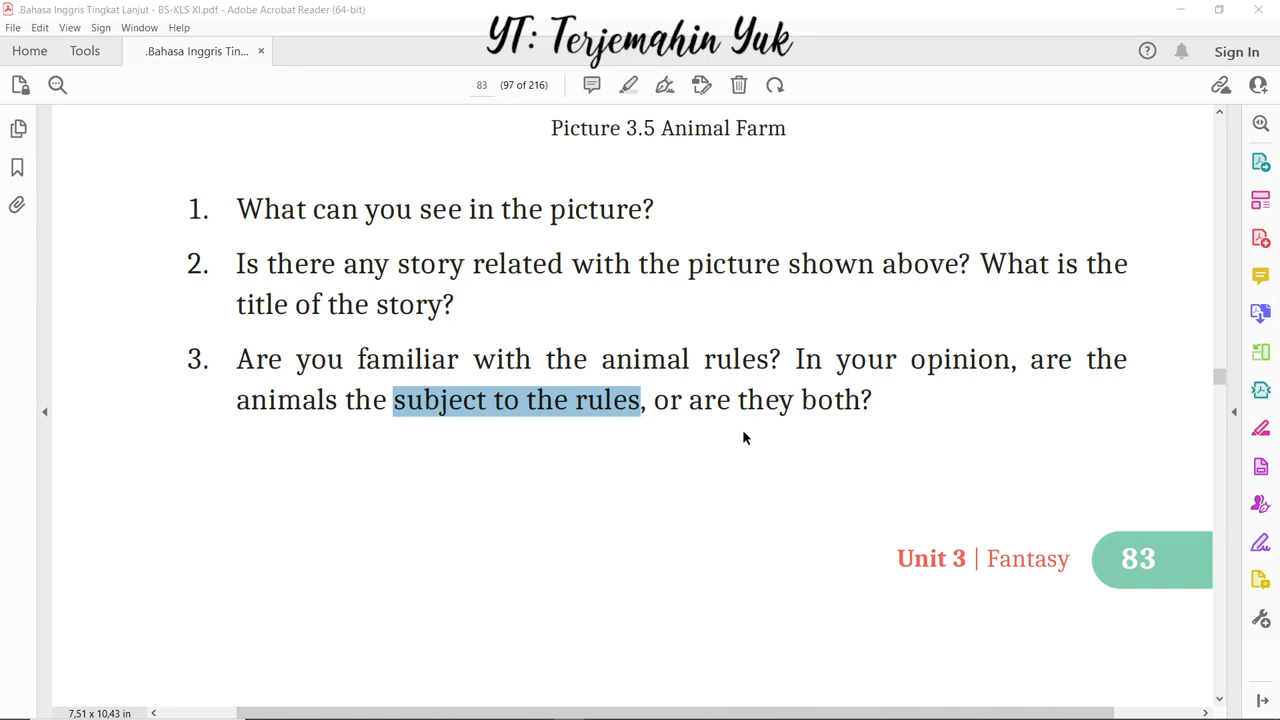 .Bahasa Inggris Tingkat Lanjut - BS-KLS XI.pdf - Adobe Acrobat Reader (64-bit)
File Edit View Sign Window Help
YT: Terjemahin Yuk
Home Tools .Bahasa Inggris Tin... × Sign In
83 (97 of 216)
Picture 3.5 Animal Farm
1. What can you see in the picture?
2. Is there any story related with the picture shown above? What is the
title of the story?
3. Are you familiar with the animal rules? In your opinion, are the
animals the subject to the rules, or are they both?
Unit 3 | Fantasy 83
7,51 x 10,43 in